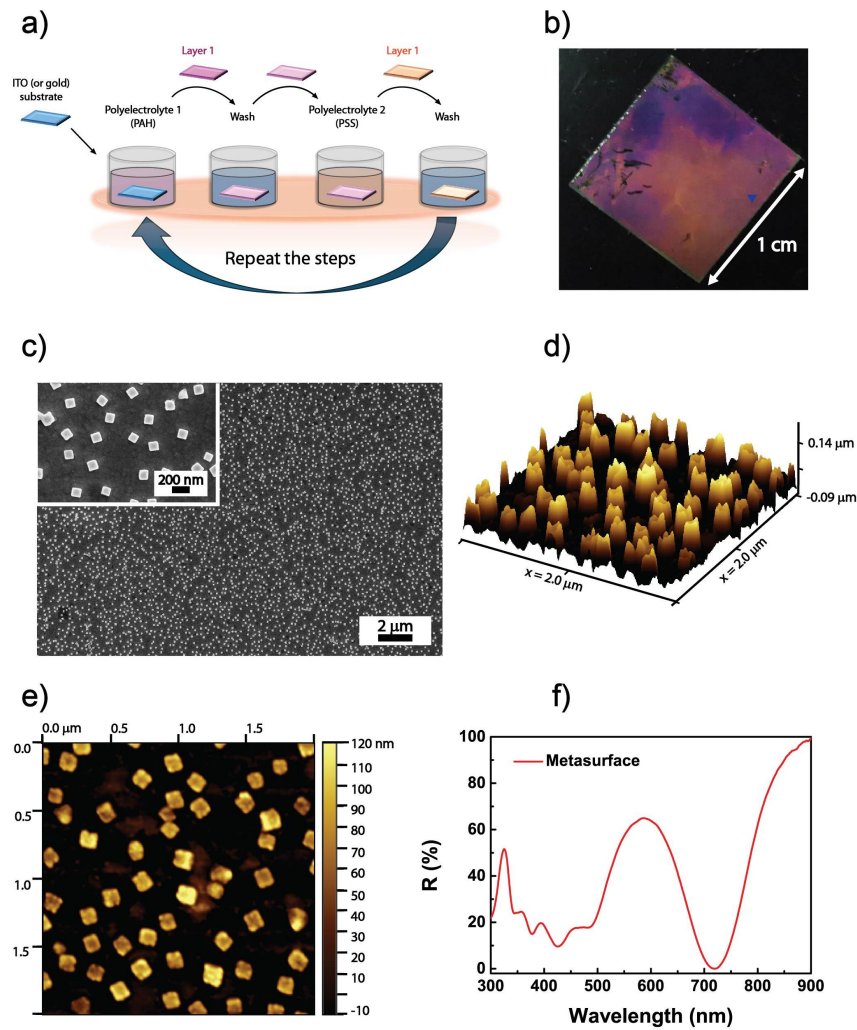 a)
Layer 1
Layer 1
ITO (or gold)
substrate
Polyelectrolyte 1
(PAH)
Wash
Polyelectrolyte 2
(PSS)
Wash
Repeat the steps
b)
1 cm
c)
200 nm
2 µm
d)
0.14 µm
-0.09 µm
x = 2.0 µm
x = 2.0 µm
e)
0.0 µm 0.5 1.0 1.5
0.0
0.5
1.0
1.5
120 nm
110
100
90
80
70
60
50
40
30
20
10
-10
f)
100
80
60
40
20
0
R (%)
Metasurface
300 400 500 600 700 800 900
Wavelength (nm)